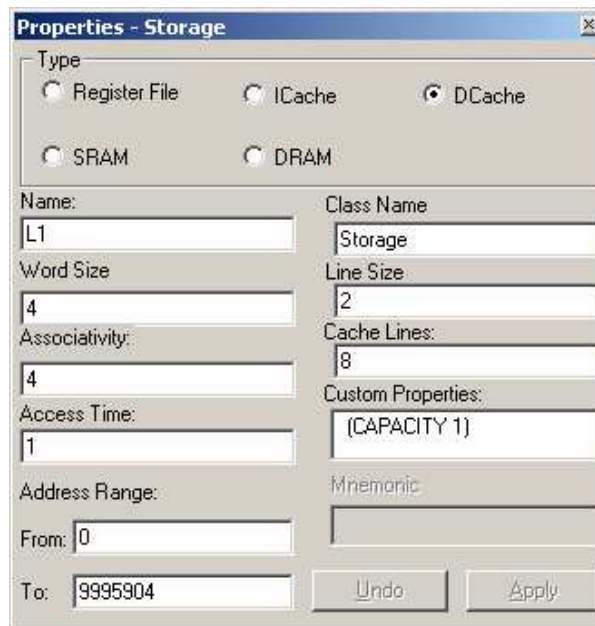 Properties - Storage
Type
Register File
ICache
DCache
SRAM
DRAM
Name:
L1
Class Name
Storage
Word Size
4
Line Size
2
Associativity:
4
Cache Lines:
8
Access Time:
1
Custom Properties:
(CAPACITY 1)
Address Range:
From: 0
To: 9995904
Mnemonic
Undo
Apply